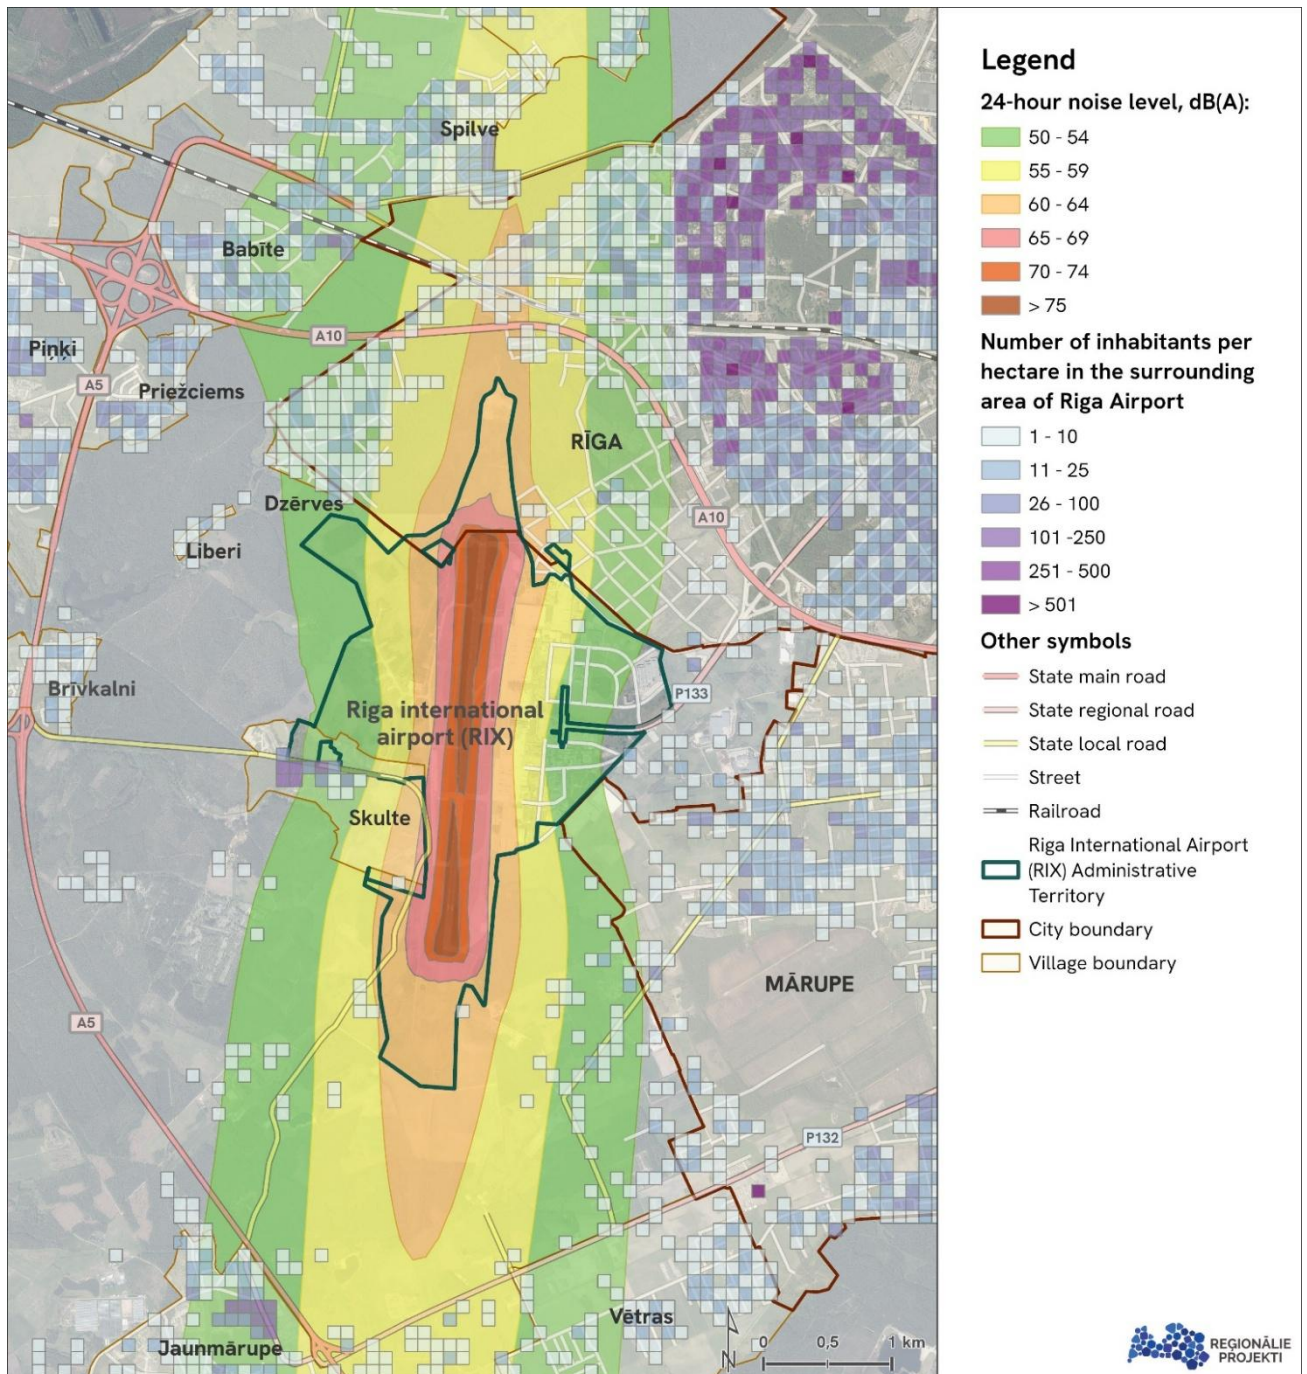 Spilve
Babīte
A10
Piņķi
A5
Priežciems
RĪGA
Dzērves
A10
Liberi
Brīvkalni
P133
Riga international
airport (RIX)
Skulte
MĀRUPE
A5
P132
Vētras
Jaunmārupe
N
0 0,5 1 km
Legend
24-hour noise level, dB(A):
50 - 54
55 - 59
60 - 64
65 - 69
70 - 74
> 75
Number of inhabitants per
hectare in the surrounding
area of Riga Airport
1 - 10
11 - 25
26 - 100
101 -250
251 - 500
> 501
Other symbols
State main road
State regional road
State local road
Street
Railroad
Riga International Airport
(RIX) Administrative
Territory
City boundary
Village boundary
REĢIONĀLIE
PROJEKTI